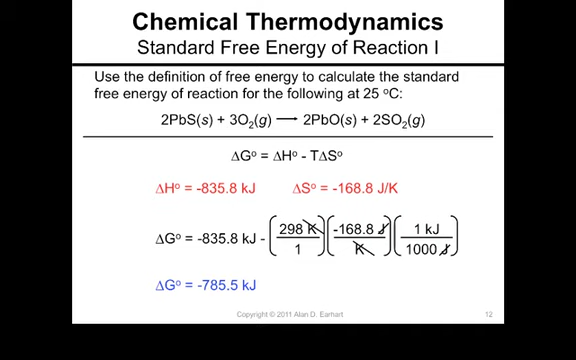 Chemical Thermodynamics
Standard Free Energy of Reaction I
Use the definition of free energy to calculate the standard
free energy of reaction for the following at 25 °C:
2PbS(s) + 3O₂(g) ⟶ 2PbO(s) + 2SO₂(g)
ΔG° = ΔH° - TΔS°
ΔH° = -835.8 kJ ΔS° = -168.8 J/K
ΔG° = -835.8 kJ - (298 K / 1) (-168.8 J / K) (1 kJ / 1000 J)
ΔG° = -785.5 kJ
Copyright © 2011 Alan D. Earhart 12